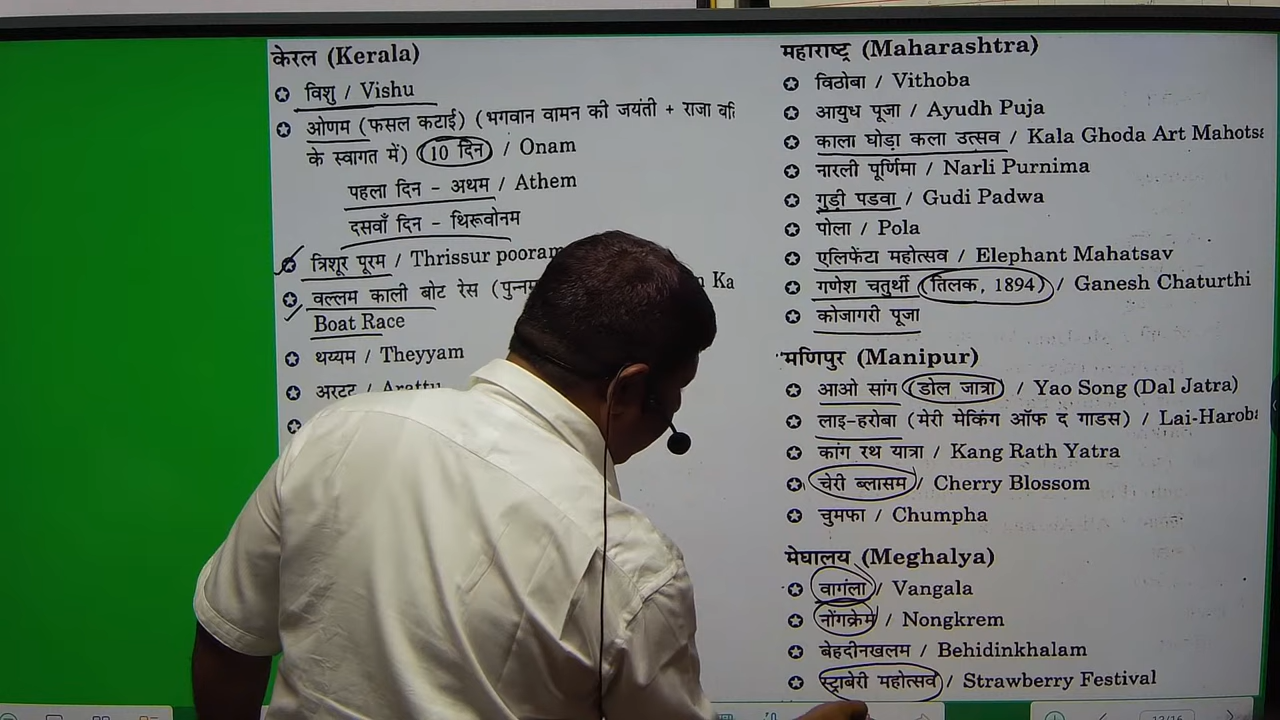 केरल (Kerala)
विशु / Vishu
ओणम (फसल कटाई) (भगवान वामन की जयंती + राजा
के स्वागत में) (10 दिन) / Onam
पहला दिन - अथम / Athem
दसवाँ दिन - थिरूवोनम
त्रिशूर पूरम / Thrissur pooram
वल्लम काली बोट रेस
Boat Race
थय्यम / Theyyam
अरट्ट / Arattu
महाराष्ट्र (Maharashtra)
विठोबा / Vithoba
आयुध पूजा / Ayudh Puja
काला घोड़ा कला उत्सव / Kala Ghoda Art
नारली पूर्णिमा / Narli Purnima
गुड़ी पडवा / Gudi Padwa
पोला / Pola
एलिफेंटा महोत्सव / Elephant Mahatsav
गणेश चतुर्थी (तिलक, 1894) / Ganesh Chaturthi
कोजागरी पूजा
मणिपुर (Manipur)
आओ सांग (डोल जात्रा) / Yao Song (Dal Jatra)
लाइ-हरोबा (मेरी मेकिंग ऑफ द गाडस) / Lai-Haroba
कांग रथ यात्रा / Kang Rath Yatra
चेरी ब्लासम / Cherry Blossom
चुमफा / Chumpha
मेघालय (Meghalya)
वागंला / Vangala
नोंगक्रेम / Nongkrem
बेहदीनखलम / Behidinkhalam
स्ट्राबेरी महोत्सव / Strawberry Festival